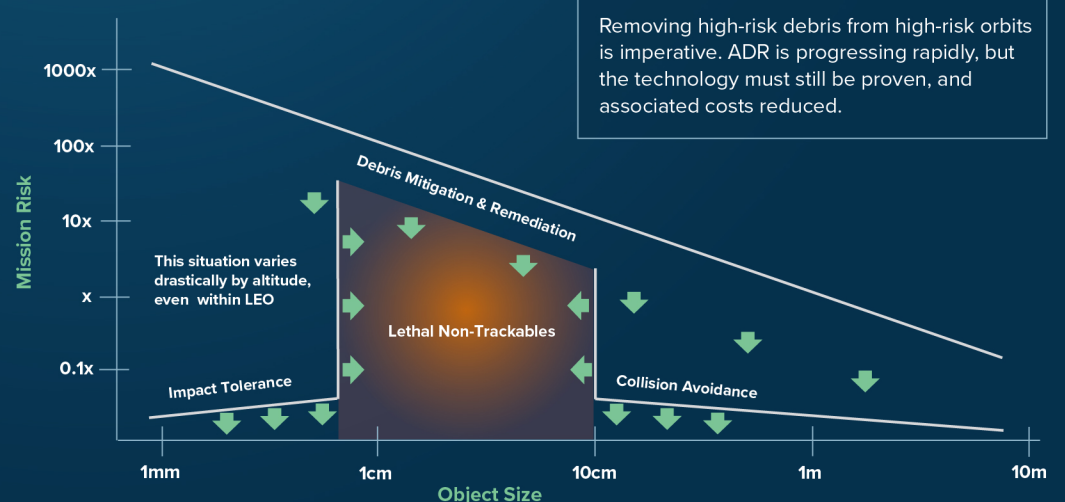 Removing high-risk debris from high-risk orbits
is imperative. ADR is progressing rapidly, but
the technology must still be proven, and
associated costs reduced.
Mission Risk
1000x
100x
10x
x
0.1x
Debris Mitigation & Remediation
This situation varies
drastically by altitude,
even within LEO
Lethal Non-Trackables
Impact Tolerance
Collision Avoidance
1mm
1cm
10cm
1m
10m
Object Size